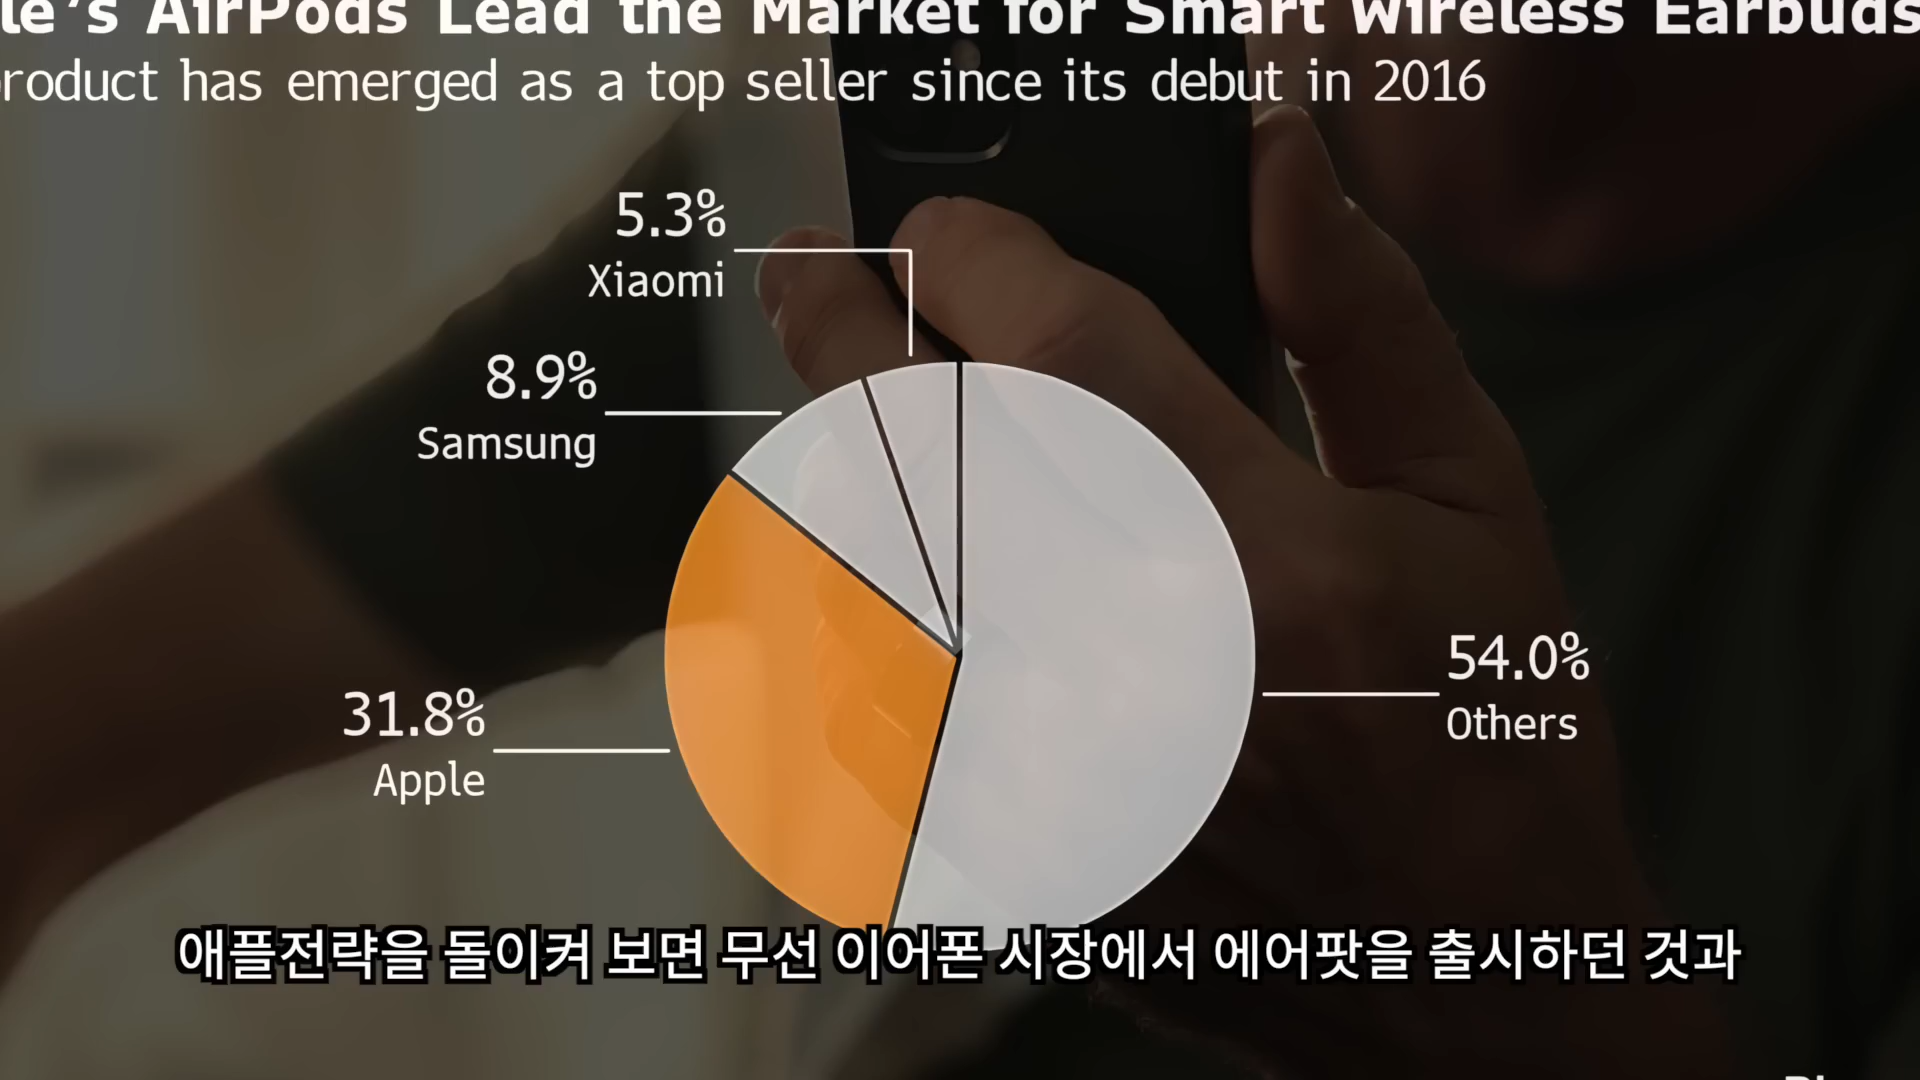 le's AirPods Lead the Market for Smart Wireless Earbuds
product has emerged as a top seller since its debut in 2016
5.3%
Xiaomi
8.9%
Samsung
54.0%
Others
31.8%
Apple
애플전략을 돌이켜 보면 무선 이어폰 시장에서 에어팟을 출시하던 것과